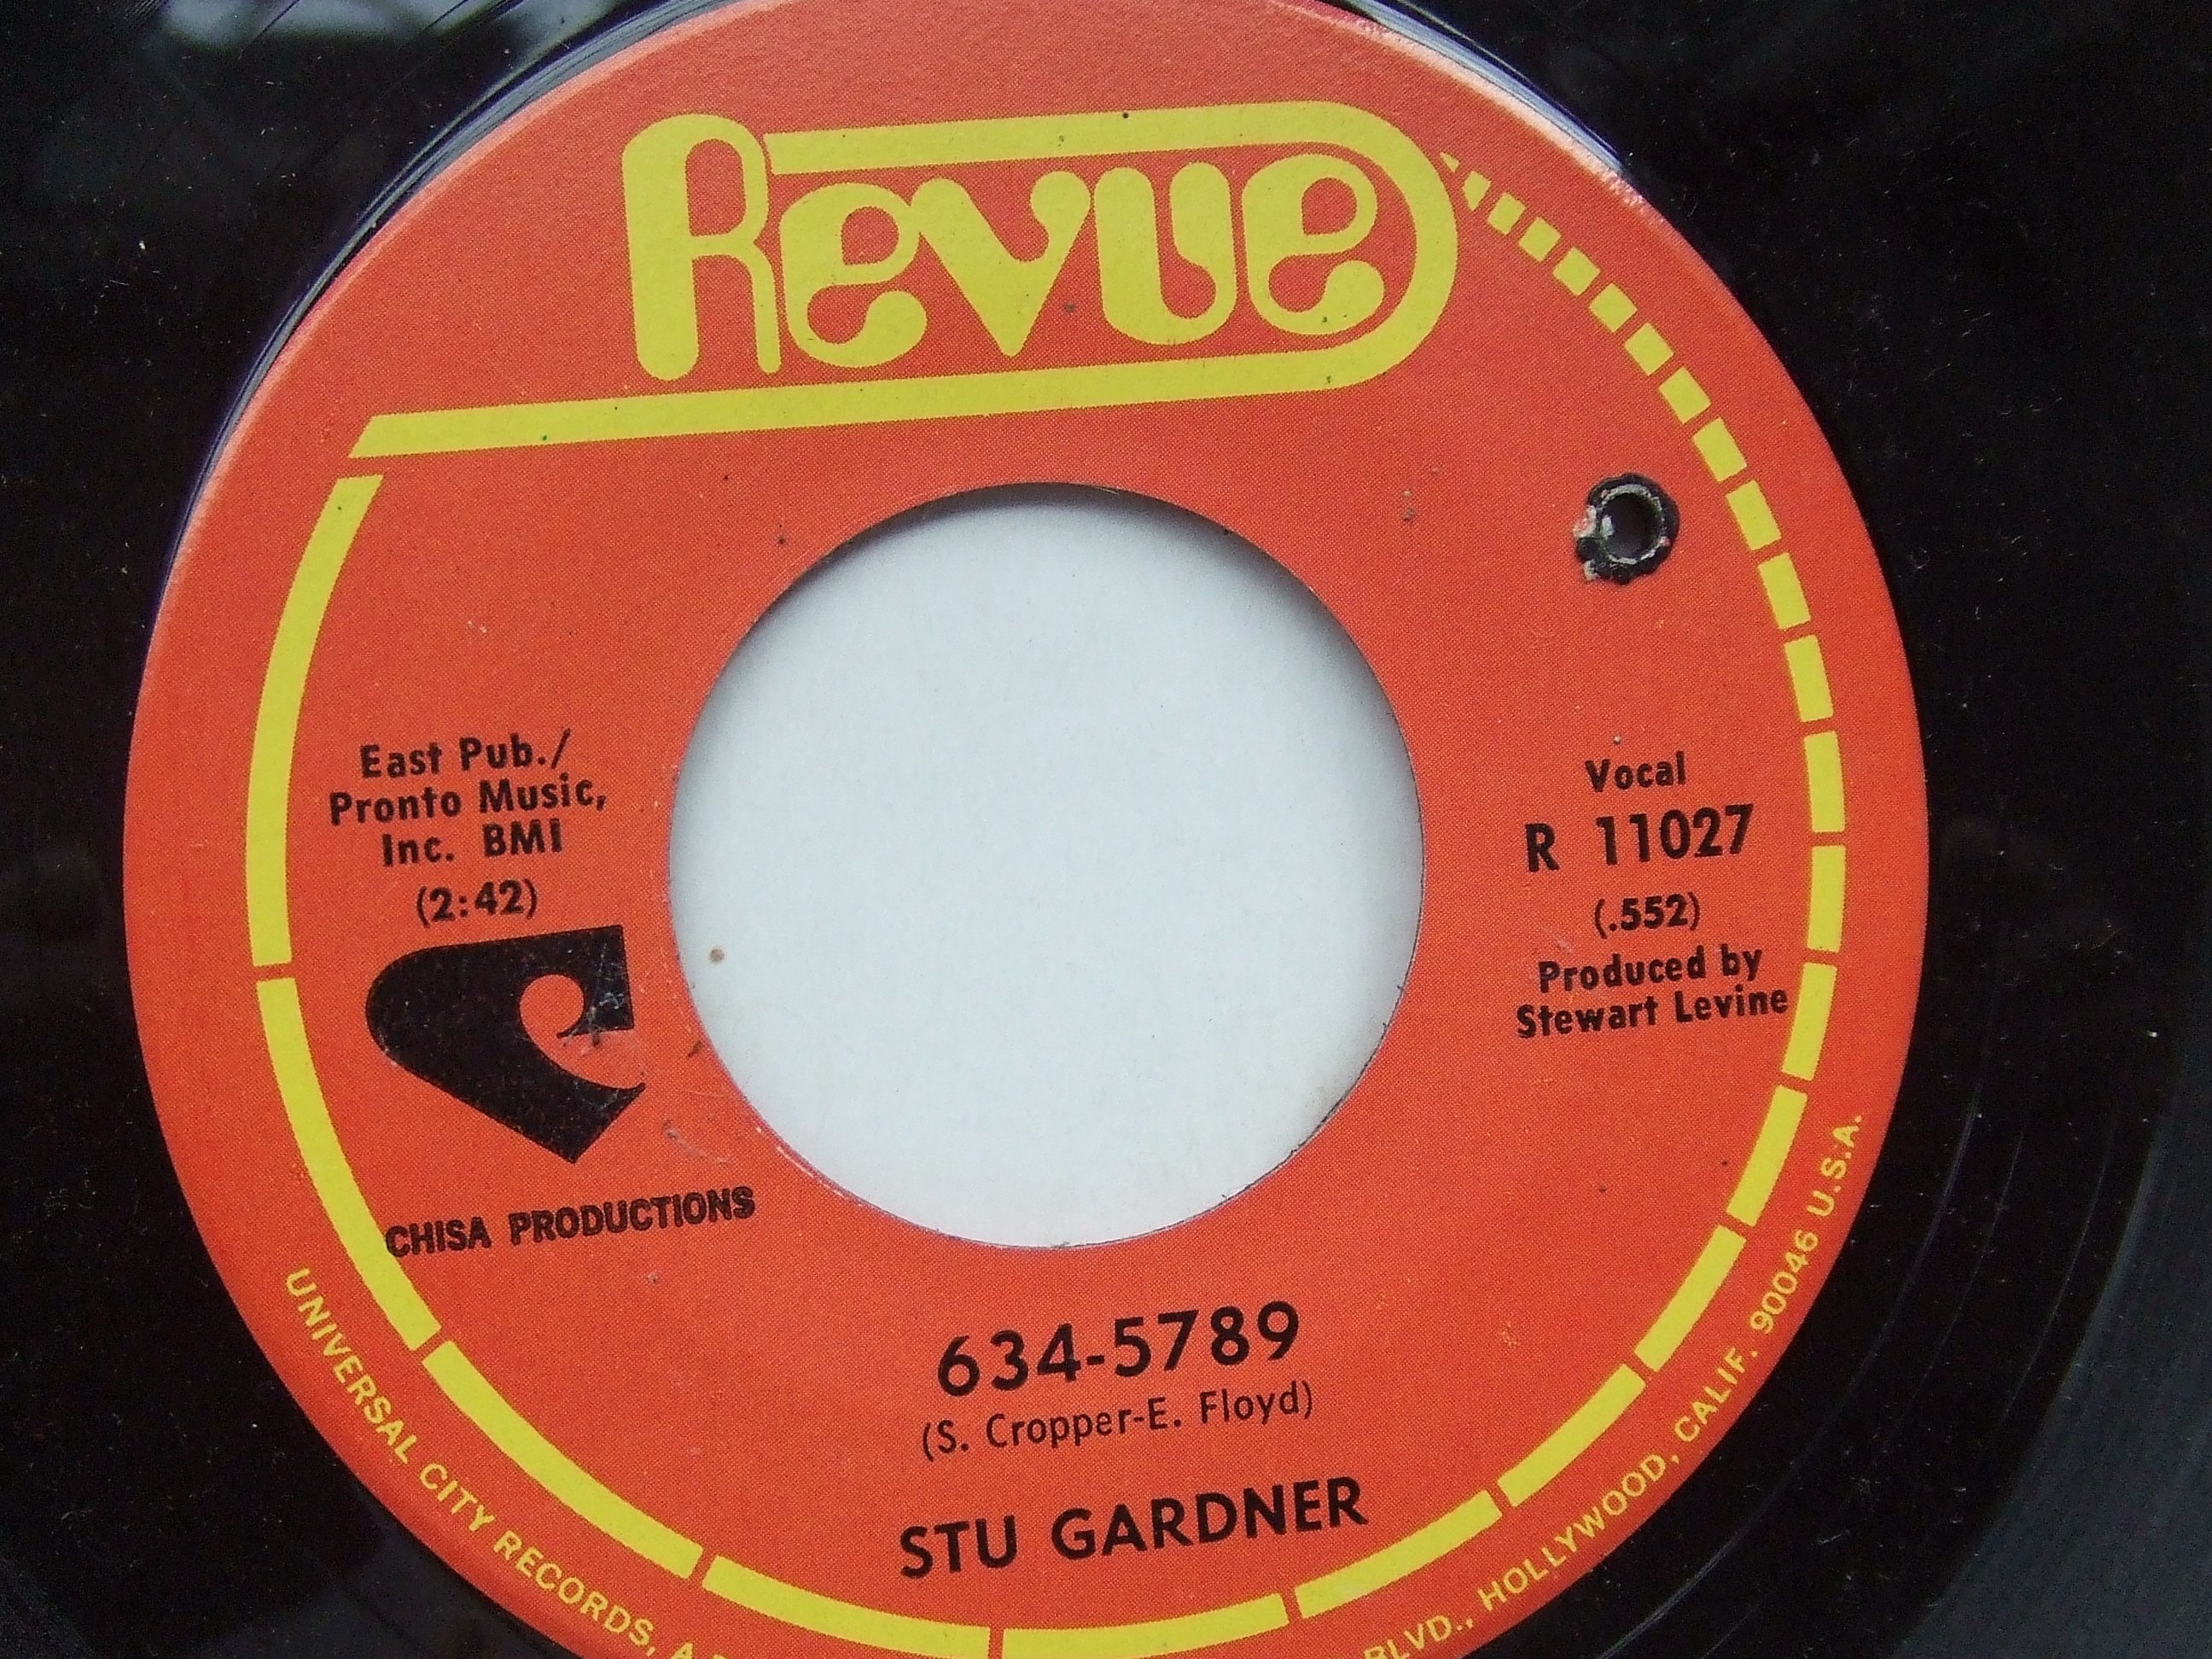 Revue
East Pub./
Pronto Music,
Inc. BMI
(2:42)
CHISA PRODUCTIONS
Vocal
R 11027
(.552)
Produced by
Stewart Levine
634-5789
(S. Cropper-E. Floyd)
STU GARDNER
UNIVERSAL CITY RECORDS, A
BLVD., HOLLYWOOD, CALIF. 90046 U.S.A.